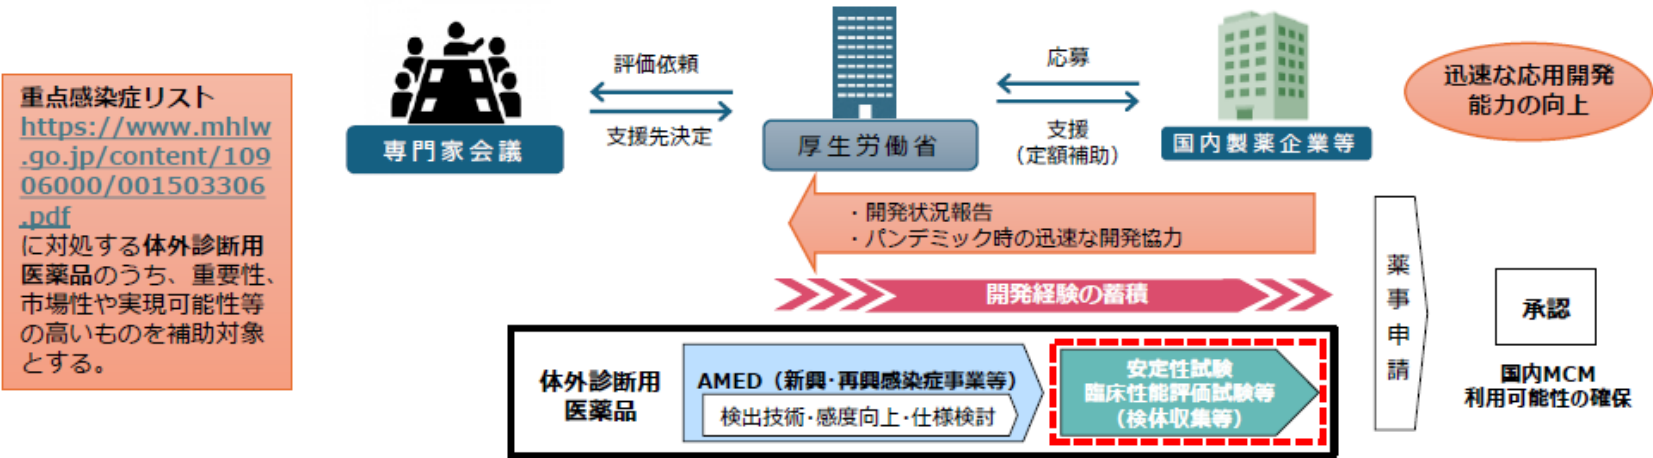 重点感染症リスト
https://www.mhlw
.go.jp/content/109
06000/001503306
.pdf
に対処する体外診断用
医薬品のうち、重要性、
市場性や実現可能性等
の高いものを補助対象
とする。
専門家会議
評価依頼
支援先決定
厚生労働省
応募
支援
（定額補助）
国内製薬企業等
迅速な応用開発
能力の向上
・開発状況報告
・パンデミック時の迅速な開発協力
開発経験の蓄積
体外診断用
医薬品
AMED（新興・再興感染症事業等）
検出技術・感度向上・仕様検討
安定性試験
臨床性能評価試験等
（検体収集等）
薬事申請
承認
国内MCM
利用可能性の確保